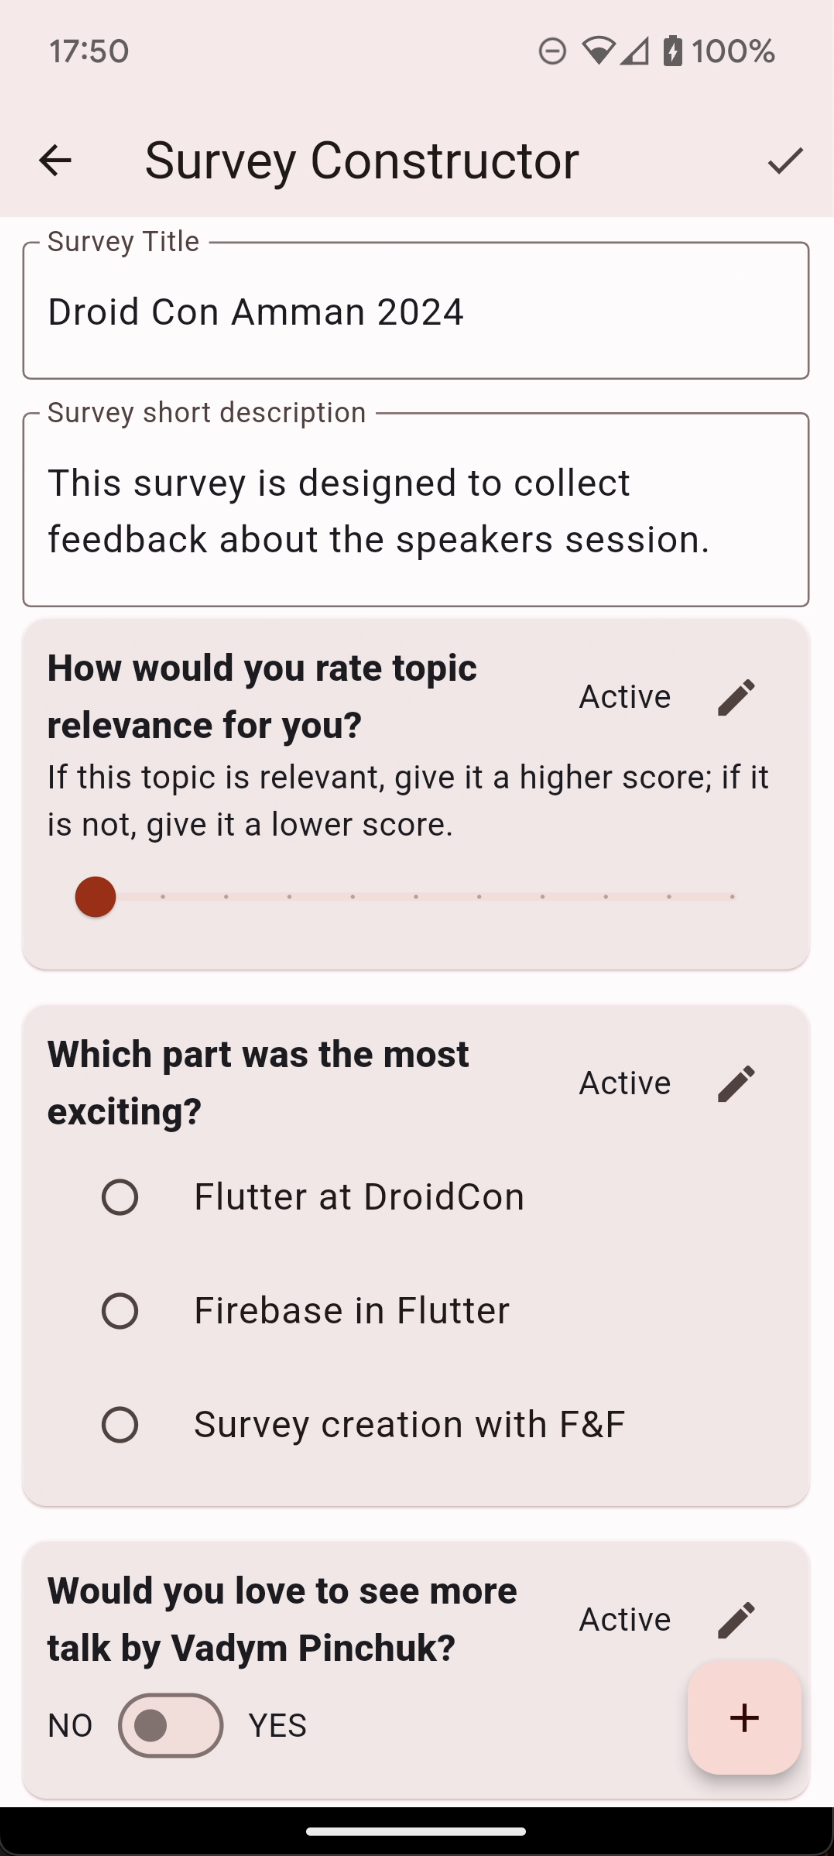 17:50
100%
Survey Constructor
Survey Title
Droid Con Amman 2024
Survey short description
This survey is designed to collect
feedback about the speakers session.
How would you rate topic
relevance for you?
Active
If this topic is relevant, give it a higher score; if it
is not, give it a lower score.
Which part was the most
exciting?
Active
Flutter at DroidCon
Firebase in Flutter
Survey creation with F&F
Would you love to see more
talk by Vadym Pinchuk?
Active
NO
YES
+